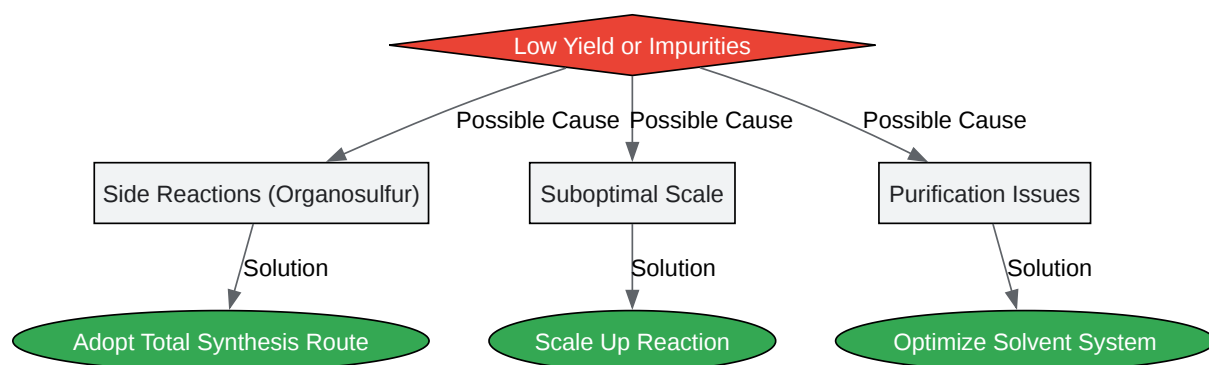 Low Yield or Impurities
Possible Cause
Possible Cause
Possible Cause
Side Reactions (Organosulfur)
Suboptimal Scale
Purification Issues
Solution
Solution
Solution
Adopt Total Synthesis Route
Scale Up Reaction
Optimize Solvent System